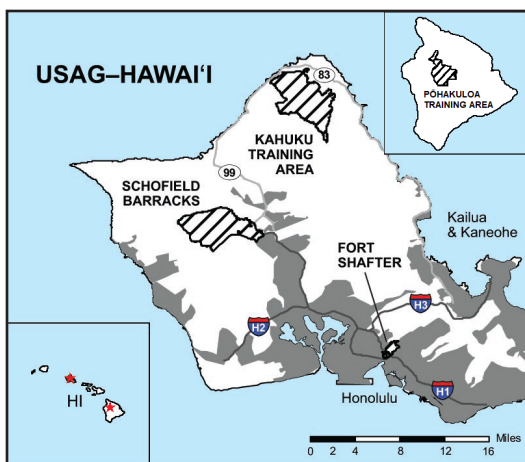 USAG–HAWAIʻI
83
KAHUKU
TRAINING
AREA
PŌHAKULOA
TRAINING AREA
99
SCHOFIELD
BARRACKS
Kailua
& Kaneohe
FORT
SHAFTER
H3
H2
H1
HI
Honolulu
Miles
0 2 4 8 12 16